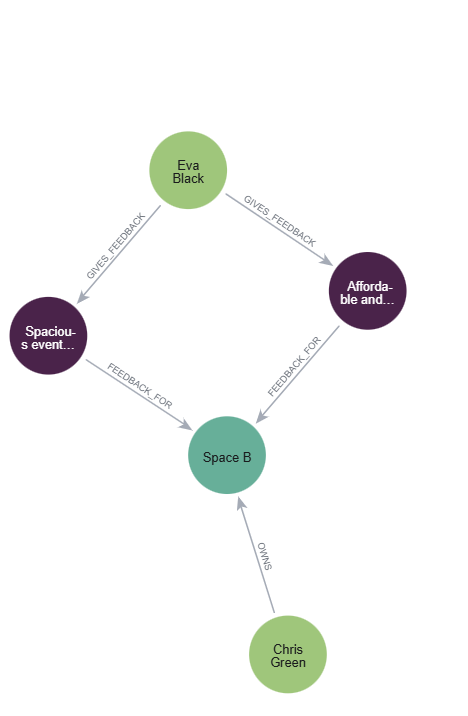 Eva
Black
GIVES_FEEDBACK
GIVES_FEEDBACK
Afforda-
ble and...
Spaciou-
s event...
FEEDBACK_FOR
FEEDBACK_FOR
Space B
OWNS
Chris
Green